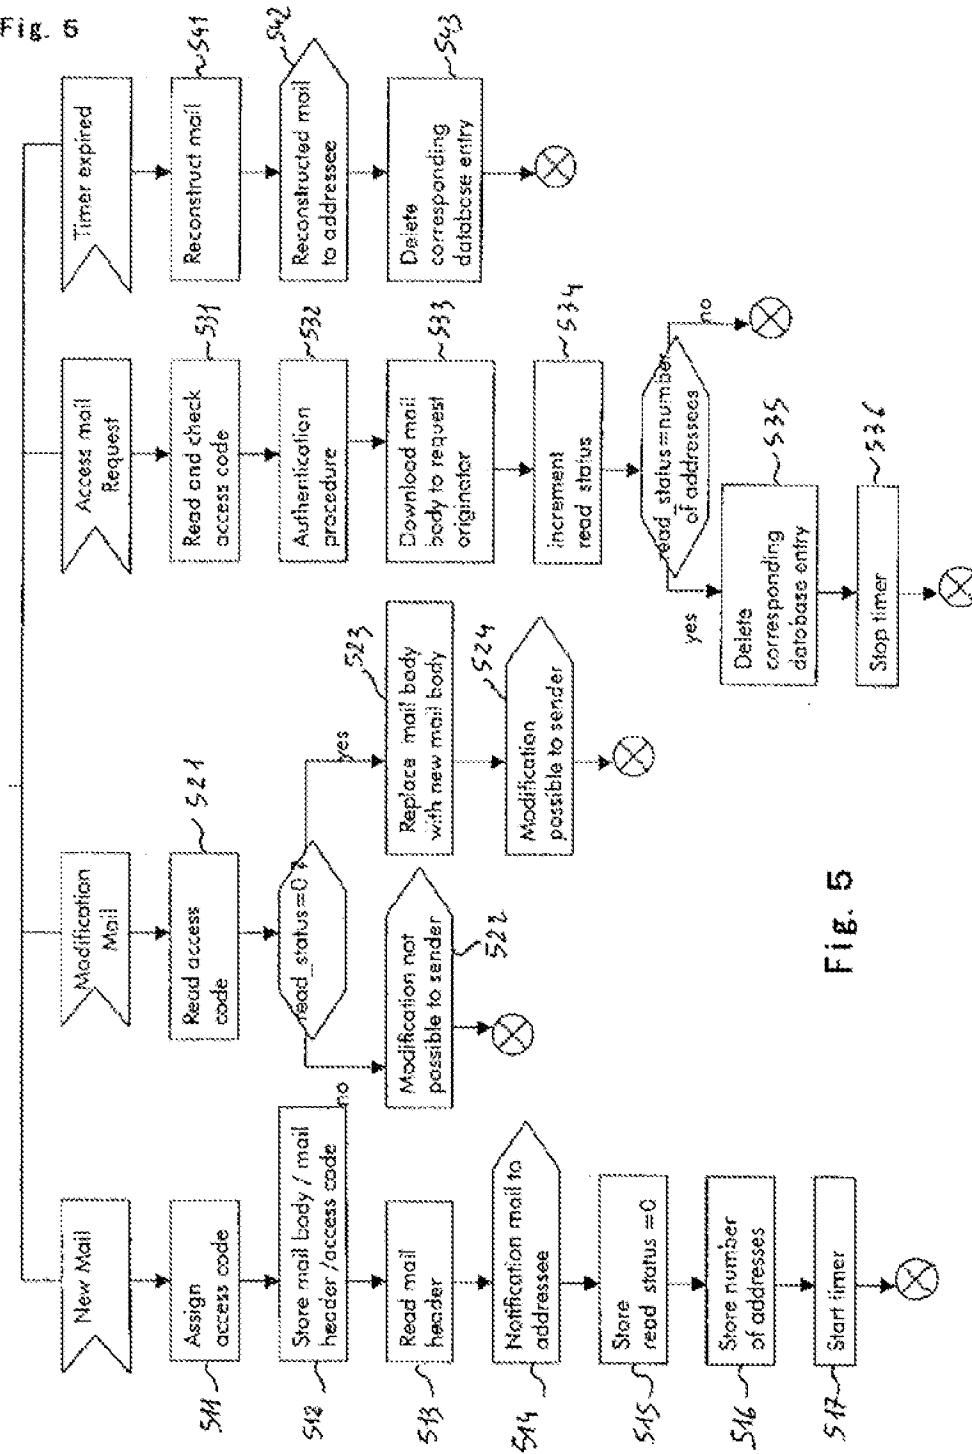 Fig. 5
New Mail
Assign
access code
511
Store mail body / mail
header /access code
512
Read mail
header
513
Notification mail to
addressee
514
Store
read_status =0
515
Store number
of addresses
516
Start timer
517
Modification
Mail
Read access
code
521
read_status=0 ?
no
yes
Modification not
possible to sender
522
Replace mail body
with new mail body
523
Modification
possible to sender
524
Access mail
Request
Read and check
access code
531
Authentication
procedure
532
Download mail
body to request
originator
533
increment
read_status
534
read_status=number
of addressees
no
yes
Delete
corresponding
database entry
535
Stop timer
536
Timer expired
Reconstruct mail
541
Reconstructed mail
to addressee
542
Delete
corresponding
database entry
543
Fig. 5